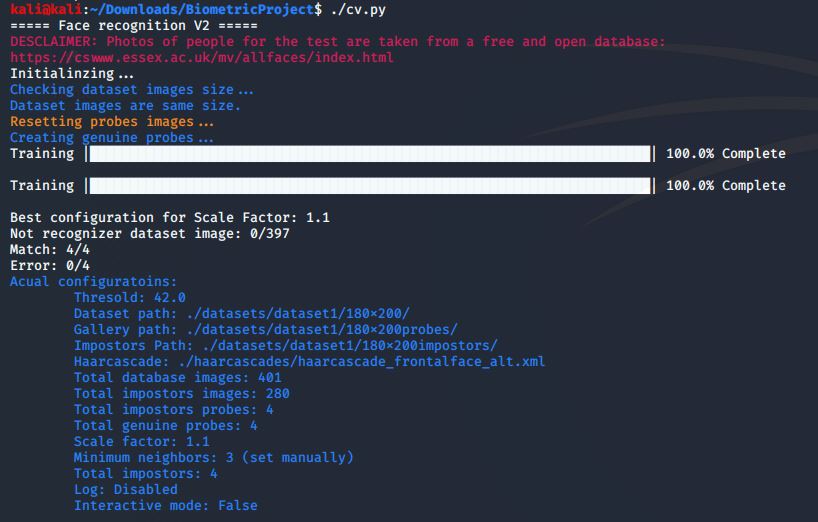 kali@kali:~/Downloads/BiometricProject$ ./cv.py
===== Face recognition V2 =====
DESCLAIMER: Photos of people for the test are taken from a free and open database:
https://cswww.essex.ac.uk/mv/allfaces/index.html
Initialinzing...
Checking dataset images size...
Dataset images are same size.
Resetting probes images...
Creating genuine probes...
Training | | 100.0% Complete
Training | | 100.0% Complete
Best configuration for Scale Factor: 1.1
Not recognizer dataset image: 0/397
Match: 4/4
Error: 0/4
Acual configuratoins:
Thresold: 42.0
Dataset path: ./datasets/dataset1/180×200/
Gallery path: ./datasets/dataset1/180×200probes/
Impostors Path: ./datasets/dataset1/180×200impostors/
Haarcascade: ./haarcascades/haarcascade_frontalface_alt.xml
Total database images: 401
Total impostors images: 280
Total impostors probes: 4
Total genuine probes: 4
Scale factor: 1.1
Minimum neighbors: 3 (set manually)
Total impostors: 4
Log: Disabled
Interactive mode: False